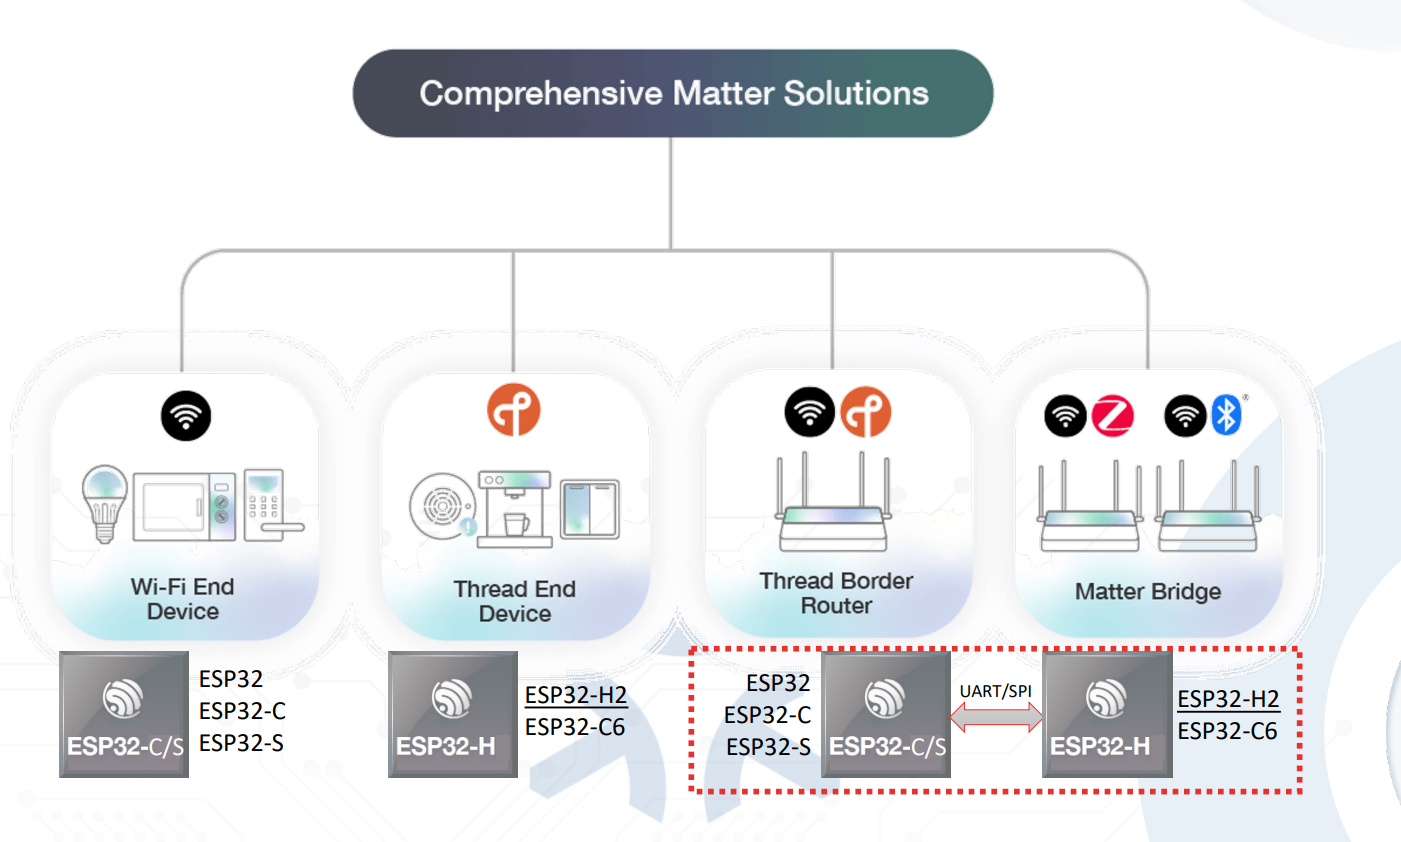 Comprehensive Matter Solutions
Wi-Fi End
Device
Thread End
Device
Thread Border
Router
®
Matter Bridge
ESP32-C/S
ESP32
ESP32-C
ESP32-S
ESP32-H
ESP32-H2
ESP32-C6
ESP32
ESP32-C
ESP32-S
ESP32-C/S
UART/SPI
ESP32-H
ESP32-H2
ESP32-C6